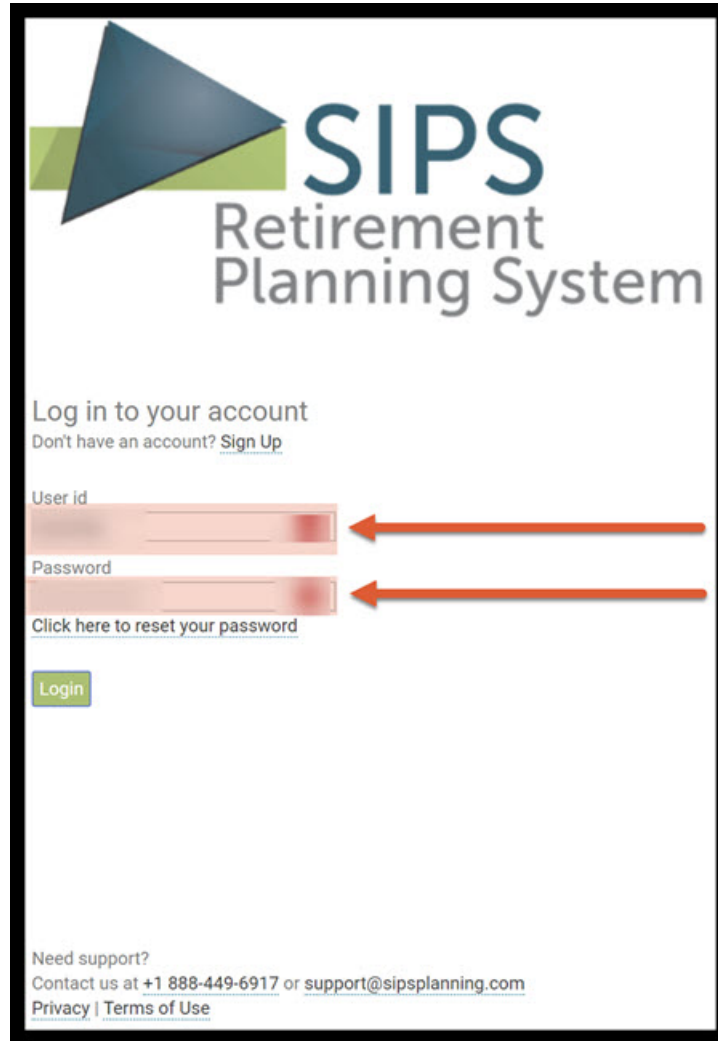 SIPS
Retirement
Planning System
Log in to your account
Don't have an account? Sign Up
User id
Password
Click here to reset your password
Login
Need support?
Contact us at +1 888-449-6917 or support@sipsplanning.com
Privacy | Terms of Use